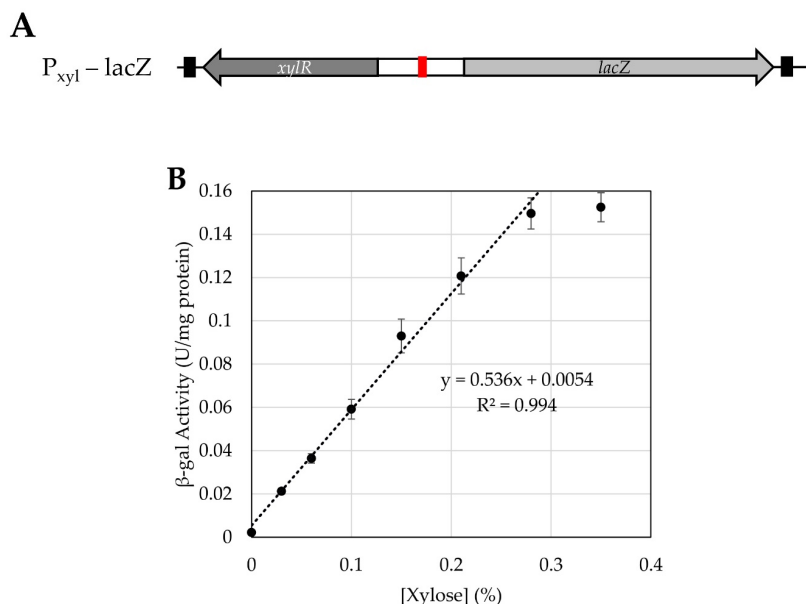 A
Pxyl – lacZ
xylR
lacZ
B
0.16
0.14
0.12
0.1
0.08
0.06
0.04
0.02
0
β-gal Activity (U/mg protein)
y = 0.536x + 0.0054
R² = 0.994
0
0.1
0.2
0.3
0.4
[Xylose] (%)